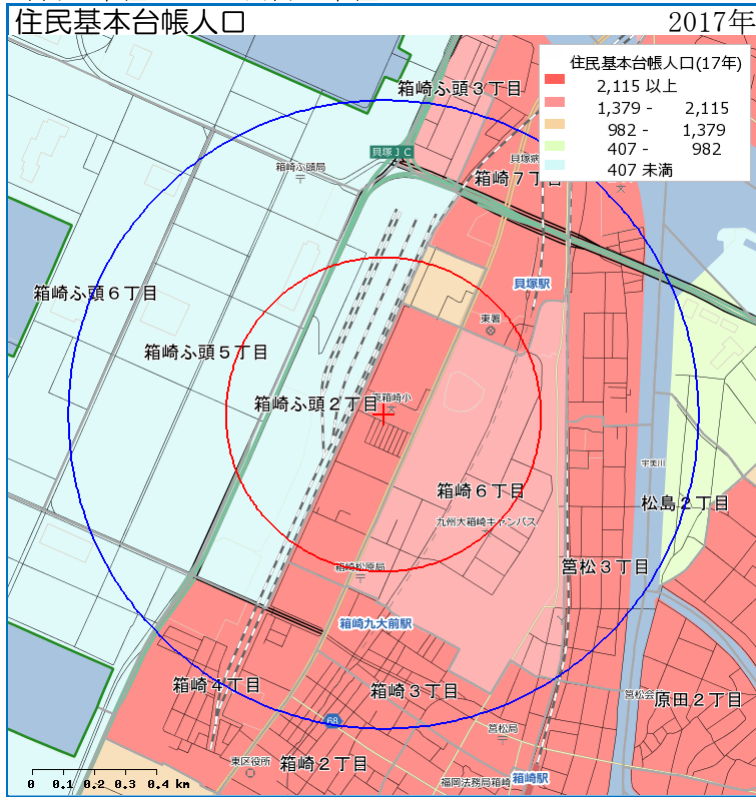 住民基本台帳人口
2017年
住民基本台帳人口(17年)
2,115 以上
1,379 - 2,115
982 - 1,379
407 - 982
407 未満
箱崎ふ頭3丁目
貝塚JC
箱崎ふ頭局
貝塚病
箱崎7丁目
貝塚駅
箱崎ふ頭6丁目
東署
箱崎ふ頭5丁目
箱崎ふ頭2丁目
東箱崎小
宇美川
箱崎6丁目
松島2丁目
九州大箱崎キャンパス
箱崎松原局
筥松3丁目
箱崎九大前駅
箱崎4丁目
箱崎3丁目
筥松会
原田2丁目
68
筥松局
東区役所
箱崎2丁目
福岡法務局箱崎
箱崎駅
0 0.1 0.2 0.3 0.4 km